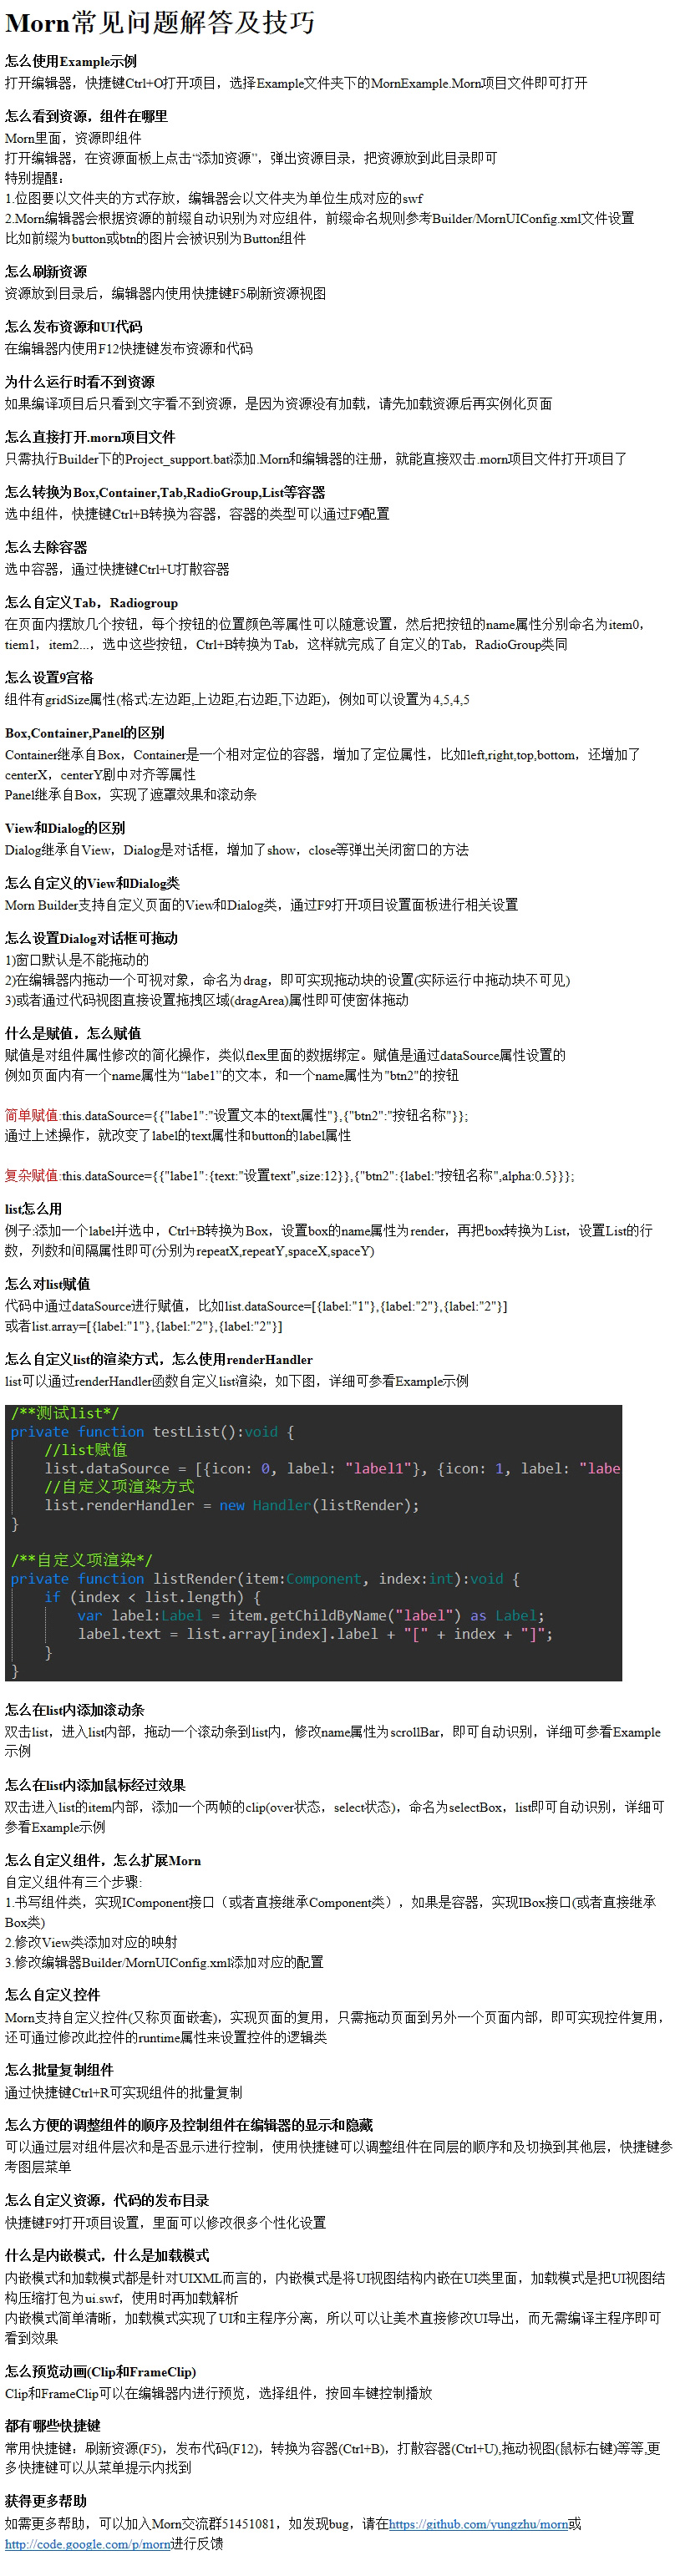 Morn常见问题解答及技巧
怎么使用Example示例
打开编辑器，快捷键Ctrl+O打开项目，选择Example文件夹下的MornExample.Morn项目文件即可打开
怎么看到资源，组件在哪里
Morn里面，资源即组件
打开编辑器，在资源面板上点击“添加资源”，弹出资源目录，把资源放到此目录即可
特别提醒：
1.位图要以文件夹的方式存放，编辑器会以文件夹为单位生成对应的swf
2.Morn编辑器会根据资源的前缀自动识别为对应组件，前缀命名规则参考Builder/MornUIConfig.xml文件设置
比如前缀为button或btn的图片会被识别为Button组件
怎么刷新资源
资源放到目录后，编辑器内使用快捷键F5刷新资源视图
怎么发布资源和UI代码
在编辑器内使用F12快捷键发布资源和代码
为什么运行时看不到资源
如果编译项目后只看到文字看不到资源，是因为资源没有加载，请先加载资源后再实例化页面
怎么直接打开.morn项目文件
只需执行Builder下的Project_support.bat添加.Morn和编辑器的注册，就能直接双击.morn项目文件打开项目了
怎么转换为Box,Container,Tab,RadioGroup,List等容器
选中组件，快捷键Ctrl+B转换为容器，容器的类型可以通过F9配置
怎么去除容器
选中容器，通过快捷键Ctrl+U打散容器
怎么自定义Tab，Radiogroup
在页面内摆放几个按钮，每个按钮的位置颜色等属性可以随意设置，然后把按钮的name属性分别命名为item0，
tiem1，item2...，选中这些按钮，Ctrl+B转换为Tab，这样就完成了自定义的Tab，RadioGroup类同
怎么设置9宫格
组件有gridSize属性(格式:左边距,上边距,右边距,下边距)，例如可以设置为4,5,4,5
Box,Container,Panel的区别
Container继承自Box，Container是一个相对定位的容器，增加了定位属性，比如left,right,top,bottom，还增加了
centerX，centerY剧中对齐等属性
Panel继承自Box，实现了遮罩效果和滚动条
View和Dialog的区别
Dialog继承自View，Dialog是对话框，增加了show，close等弹出关闭窗口的方法
怎么自定义的View和Dialog类
Morn Builder支持自定义页面的View和Dialog类，通过F9打开项目设置面板进行相关设置
怎么设置Dialog对话框可拖动
1)窗口默认是不能拖动的
2)在编辑器内拖动一个可视对象，命名为drag，即可实现拖动块的设置(实际运行中拖动块不可见)
3)或者通过代码视图直接设置拖拽区域(dragArea)属性即可使窗体拖动
什么是赋值，怎么赋值
赋值是对组件属性修改的简化操作，类似flex里面的数据绑定。赋值是通过dataSource属性设置的
例如页面内有一个name属性为“label1”的文本，和一个name属性为"btn2"的按钮
简单赋值:this.dataSource={{"label1":"设置文本的text属性"},{"btn2":"按钮名称"}};
通过上述操作，就改变了label的text属性和button的label属性
复杂赋值:this.dataSource={{"label1":{text:"设置text",size:12}},{"btn2":{label:"按钮名称",alpha:0.5}}};
list怎么用
例子:添加一个label并选中，Ctrl+B转换为Box，设置box的name属性为render，再把box转换为List，设置List的行
数，列数和间隔属性即可(分别为repeatX,repeatY,spaceX,spaceY)
怎么对list赋值
代码中通过dataSource进行赋值，比如list.dataSource=[{label:"1"},{label:"2"},{label:"2"}]
或者list.array=[{label:"1"},{label:"2"},{label:"2"}]
怎么自定义list的渲染方式，怎么使用renderHandler
list可以通过renderHandler函数自定义list渲染，如下图，详细可参看Example示例
/**测试list*/
private function testList():void {
//list赋值
list.dataSource = [{icon: 0, label: "label1"}, {icon: 1, label: "labe
//自定义项渲染方式
list.renderHandler = new Handler(listRender);
}
/**自定义项渲染*/
private function listRender(item:Component, index:int):void {
if (index < list.length) {
var label:Label = item.getChildByName("label") as Label;
label.text = list.array[index].label + "[" + index + "]";
}
}
怎么在list内添加滚动条
双击list，进入list内部，拖动一个滚动条到list内，修改name属性为scrollBar，即可自动识别，详细可参看Example
示例
怎么在list内添加鼠标经过效果
双击进入list的item内部，添加一个两帧的clip(over状态，select状态)，命名为selectBox，list即可自动识别，详细可
参看Example示例
怎么自定义组件，怎么扩展Morn
自定义组件有三个步骤:
1.书写组件类，实现IComponent接口（或者直接继承Component类），如果是容器，实现IBox接口(或者直接继承
Box类)
2.修改View类添加对应的映射
3.修改编辑器Builder/MornUIConfig.xml添加对应的配置
怎么自定义控件
Morn支持自定义控件(又称页面嵌套)，实现页面的复用，只需拖动页面到另外一个页面内部，即可实现控件复用，
还可通过修改此控件的runtime属性来设置控件的逻辑类
怎么批量复制组件
通过快捷键Ctrl+R可实现组件的批量复制
怎么方便的调整组件的顺序及控制组件在编辑器的显示和隐藏
可以通过层对组件层次和是否显示进行控制，使用快捷键可以调整组件在同层的顺序和及切换到其他层，快捷键参
考图层菜单
怎么自定义资源，代码的发布目录
快捷键F9打开项目设置，里面可以修改很多个性化设置
什么是内嵌模式，什么是加载模式
内嵌模式和加载模式都是针对UIXML而言的，内嵌模式是将UI视图结构内嵌在UI类里面，加载模式是把UI视图结
构压缩打包为ui.swf，使用时再加载解析
内嵌模式简单清晰，加载模式实现了UI和主程序分离，所以可以让美术直接修改UI导出，而无需编译主程序即可
看到效果
怎么预览动画(Clip和FrameClip)
Clip和FrameClip可以在编辑器内进行预览，选择组件，按回车键控制播放
都有哪些快捷键
常用快捷键：刷新资源(F5)，发布代码(F12)，转换为容器(Ctrl+B)，打散容器(Ctrl+U),拖动视图(鼠标右键)等等,更
多快捷键可以从菜单提示内找到
获得更多帮助
如需更多帮助，可以加入Morn交流群51451081，如发现bug，请在https://github.com/yungzhu/morn或
http://code.google.com/p/morn进行反馈